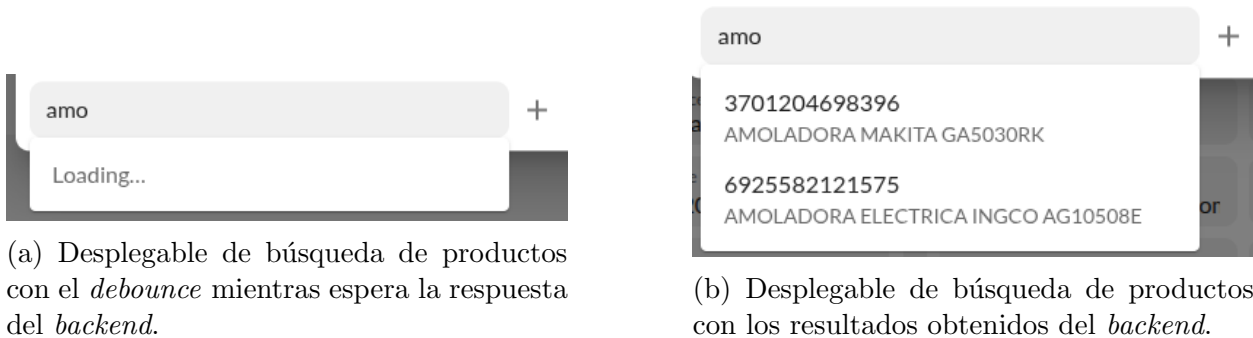 amo
+
Loading...
(a) Desplegable de búsqueda de productos
con el debounce mientras espera la respuesta
del backend.
amo
+
3701204698396
AMOLADORA MAKITA GA5030RK
6925582121575
AMOLADORA ELECTRICA INGCO AG10508E
or
(b) Desplegable de búsqueda de productos
con los resultados obtenidos del backend.